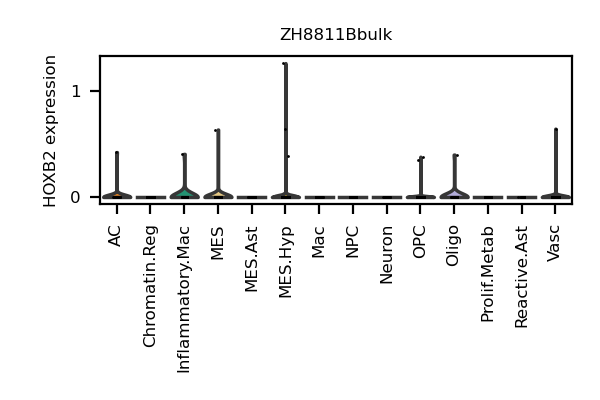 ZH8811Bbulk
HOXB2 expression
1
0
AC
Chromatin.Reg
Inflammatory.Mac
MES
MES.Ast
MES.Hyp
Mac
NPC
Neuron
OPC
Oligo
Prolif.Metab
Reactive.Ast
Vasc